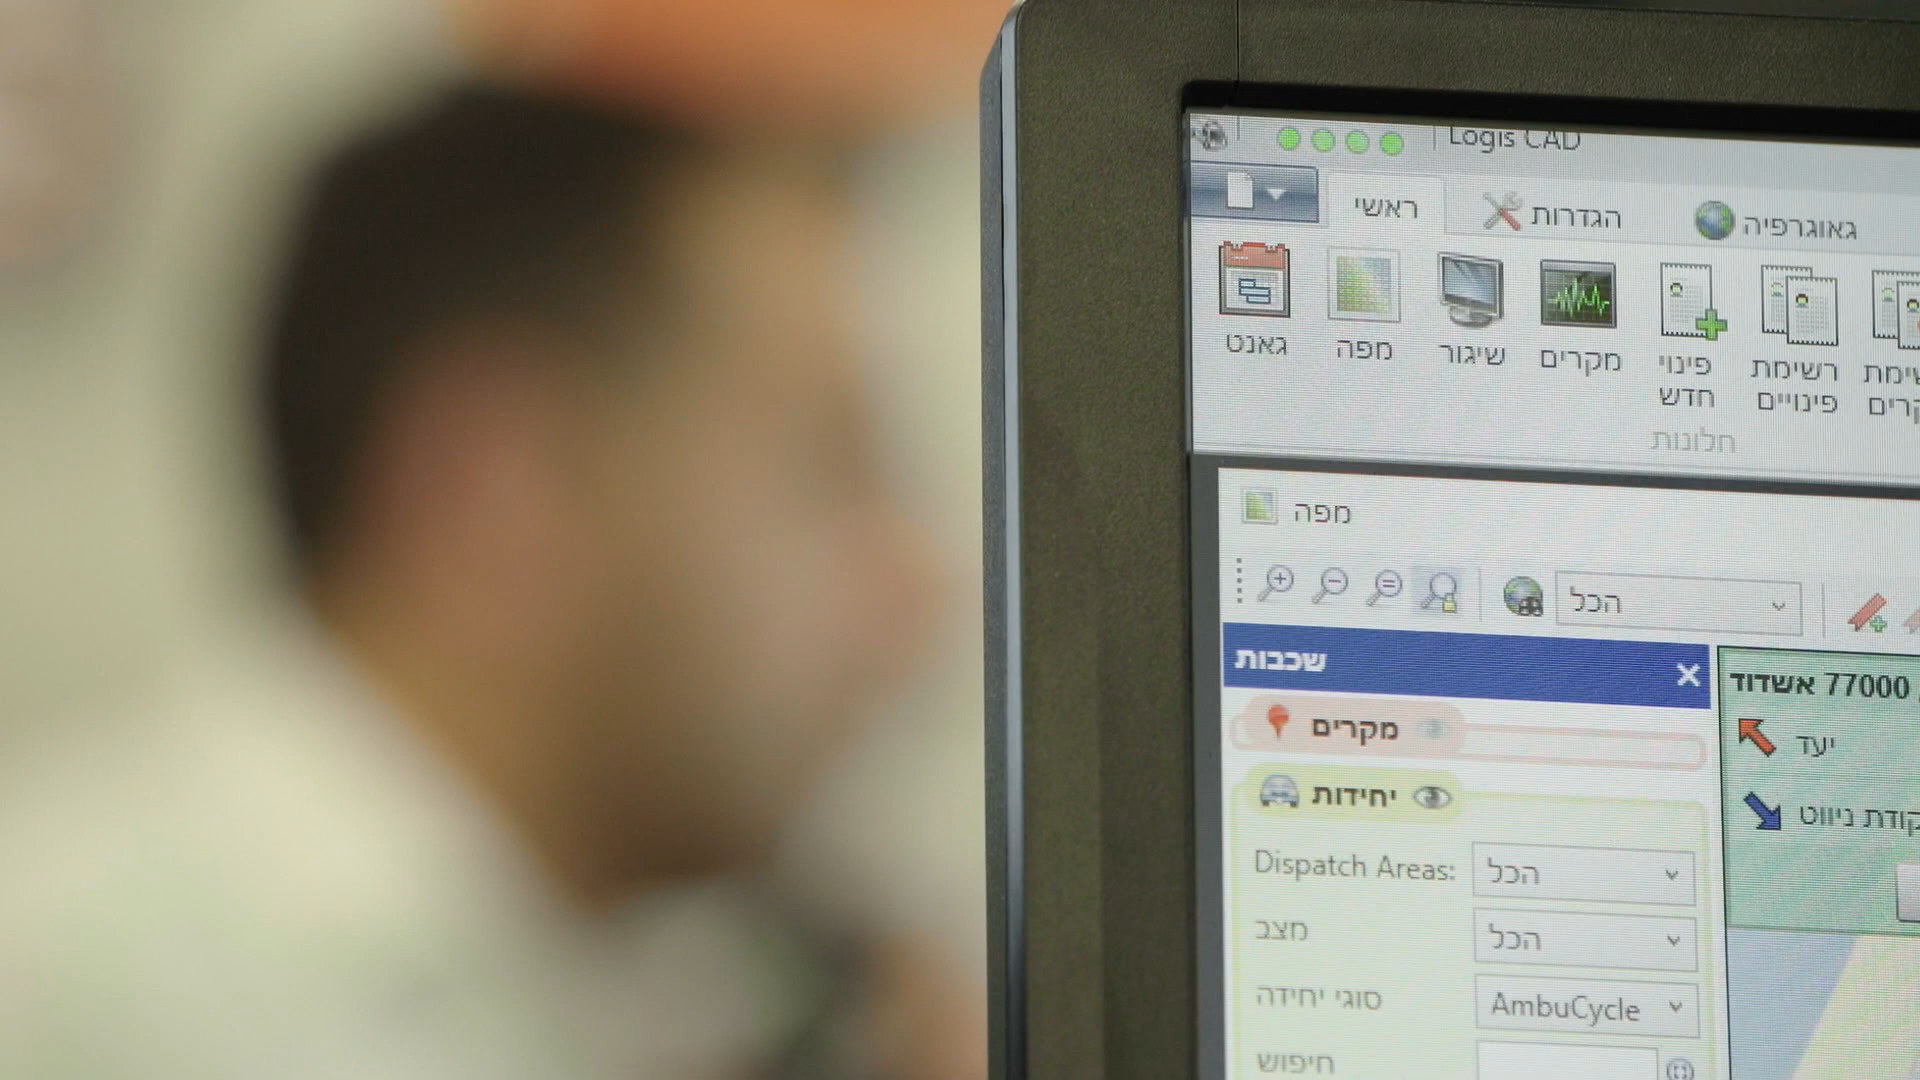 Logis CAD
ראשי הגדרות גאוגרפיה
גאנט מפה שיגור מקרים פינוי חדש רשימת פינויים
חלונות
מפה
הכל
שכבות
מקרים
יחידות
Dispatch Areas: הכל
מצב הכל
סוגי יחידה AmbuCycle
חיפוש
77000 אשדוד
יעד
ניווט